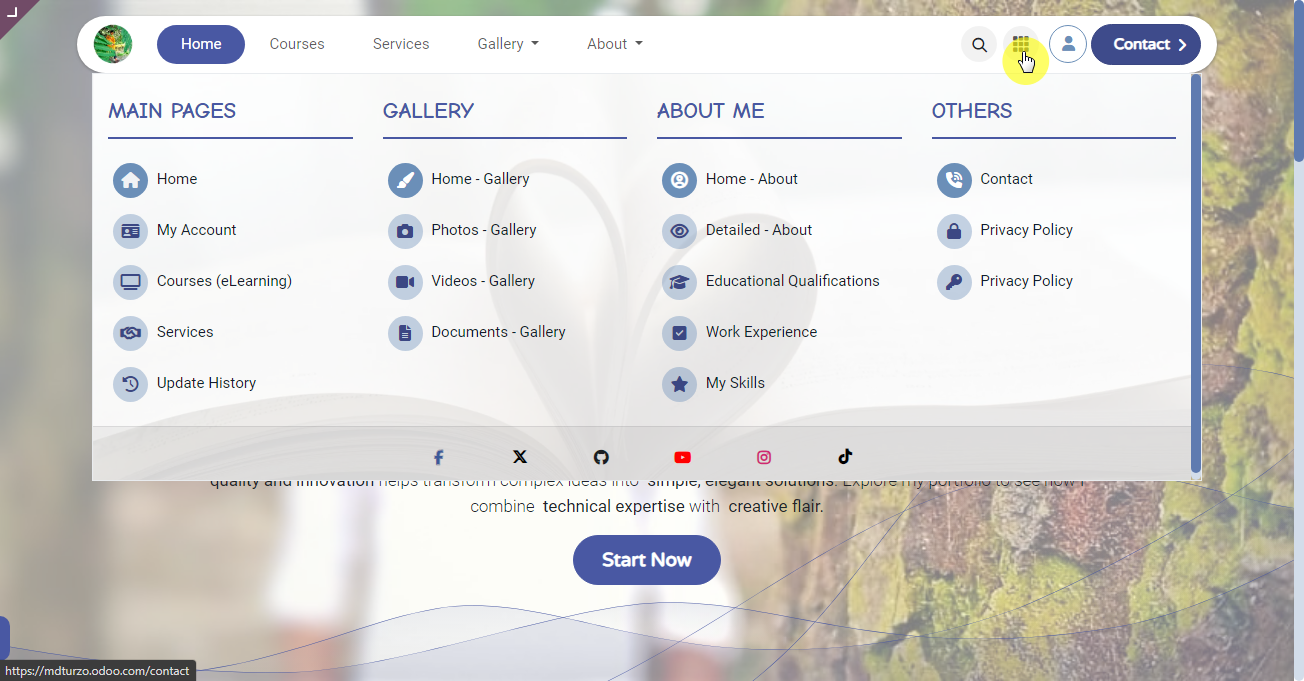 Home
Courses
Services
Gallery
About
Contact
MAIN PAGES
Home
My Account
Courses (eLearning)
Services
Update History
GALLERY
Home - Gallery
Photos - Gallery
Videos - Gallery
Documents - Gallery
ABOUT ME
Home - About
Detailed - About
Educational Qualifications
Work Experience
My Skills
OTHERS
Contact
Privacy Policy
Privacy Policy
quality and innovation helps transform complex ideas into simple, elegant solutions. Explore my portfolio to see how I
combine technical expertise with creative flair.
Start Now
https://mdturzo.odoo.com/contact